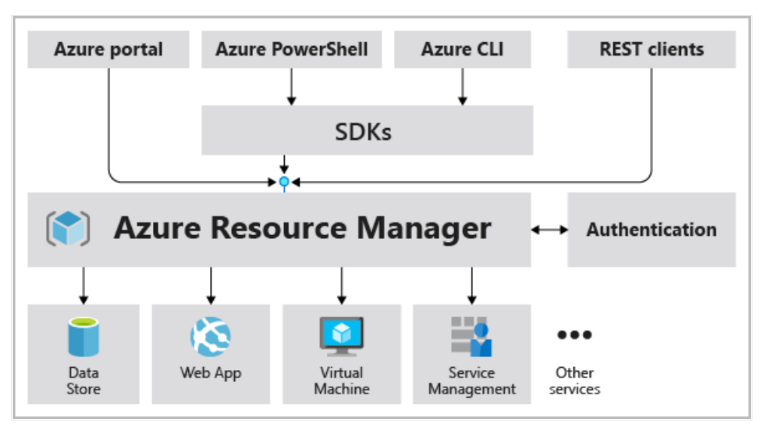 Azure portal
Azure PowerShell
Azure CLI
REST clients
SDKs
Azure Resource Manager
Authentication
Data
Store
Web App
Virtual
Machine
Service
Management
Other
services